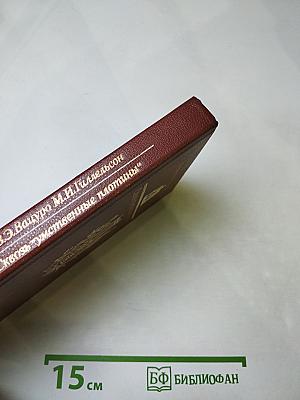 В.Э.Вацуро М.И.Гиллельсон
Сквозь "умственные плотины"
15 см
БФ БИБЛИОФАН